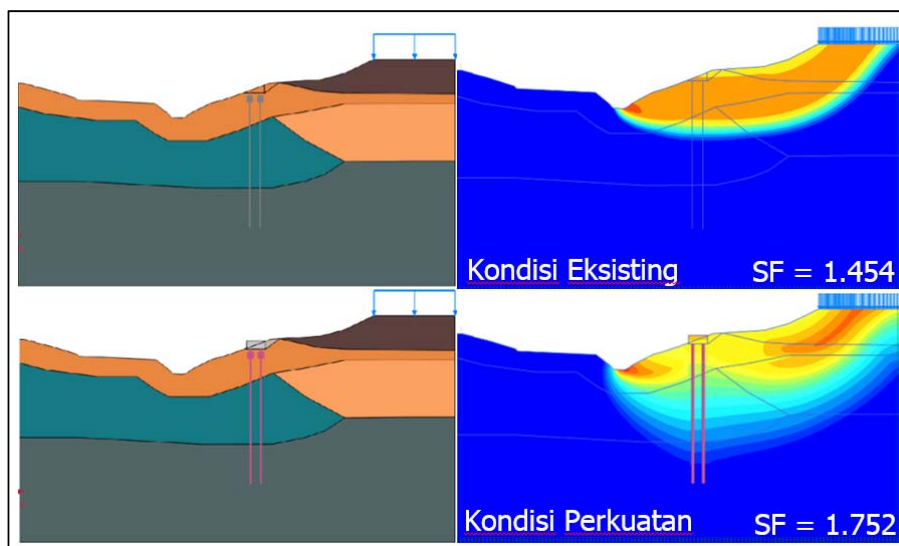 Kondisi Eksisting SF = 1.454
Kondisi Perkuatan SF = 1.752